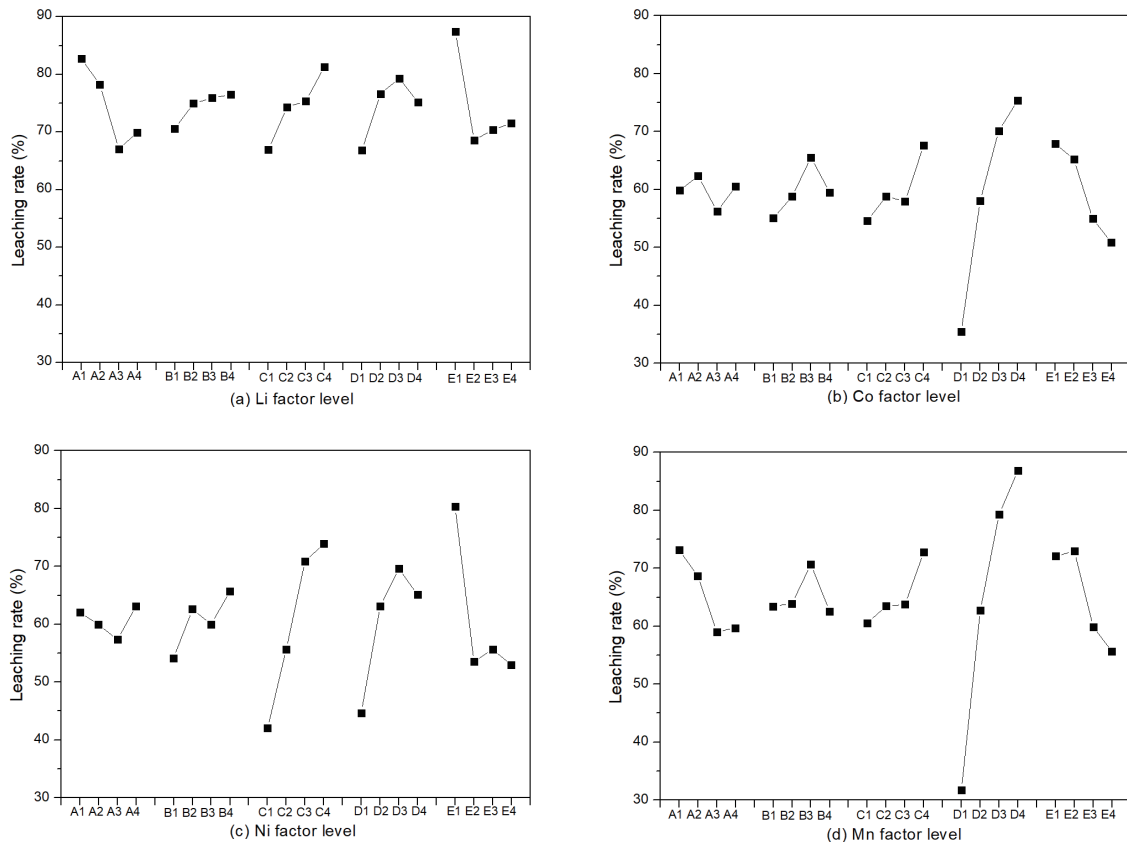 90
80
70
60
50
40
30
Leaching rate (%)
A1 A2 A3 A4 B1 B2 B3 B4 C1 C2 C3 C4 D1 D2 D3 D4 E1 E2 E3 E4
(a) Li factor level
90
80
70
60
50
40
30
Leaching rate (%)
A1 A2 A3 A4 B1 B2 B3 B4 C1 C2 C3 C4 D1 D2 D3 D4 E1 E2 E3 E4
(b) Co factor level
90
80
70
60
50
40
30
Leaching rate (%)
A1 A2 A3 A4 B1 B2 B3 B4 C1 C2 C3 C4 D1 D2 D3 D4 E1 E2 E3 E4
(c) Ni factor level
90
80
70
60
50
40
30
Leaching rate (%)
A1 A2 A3 A4 B1 B2 B3 B4 C1 C2 C3 C4 D1 D2 D3 D4 E1 E2 E3 E4
(d) Mn factor level